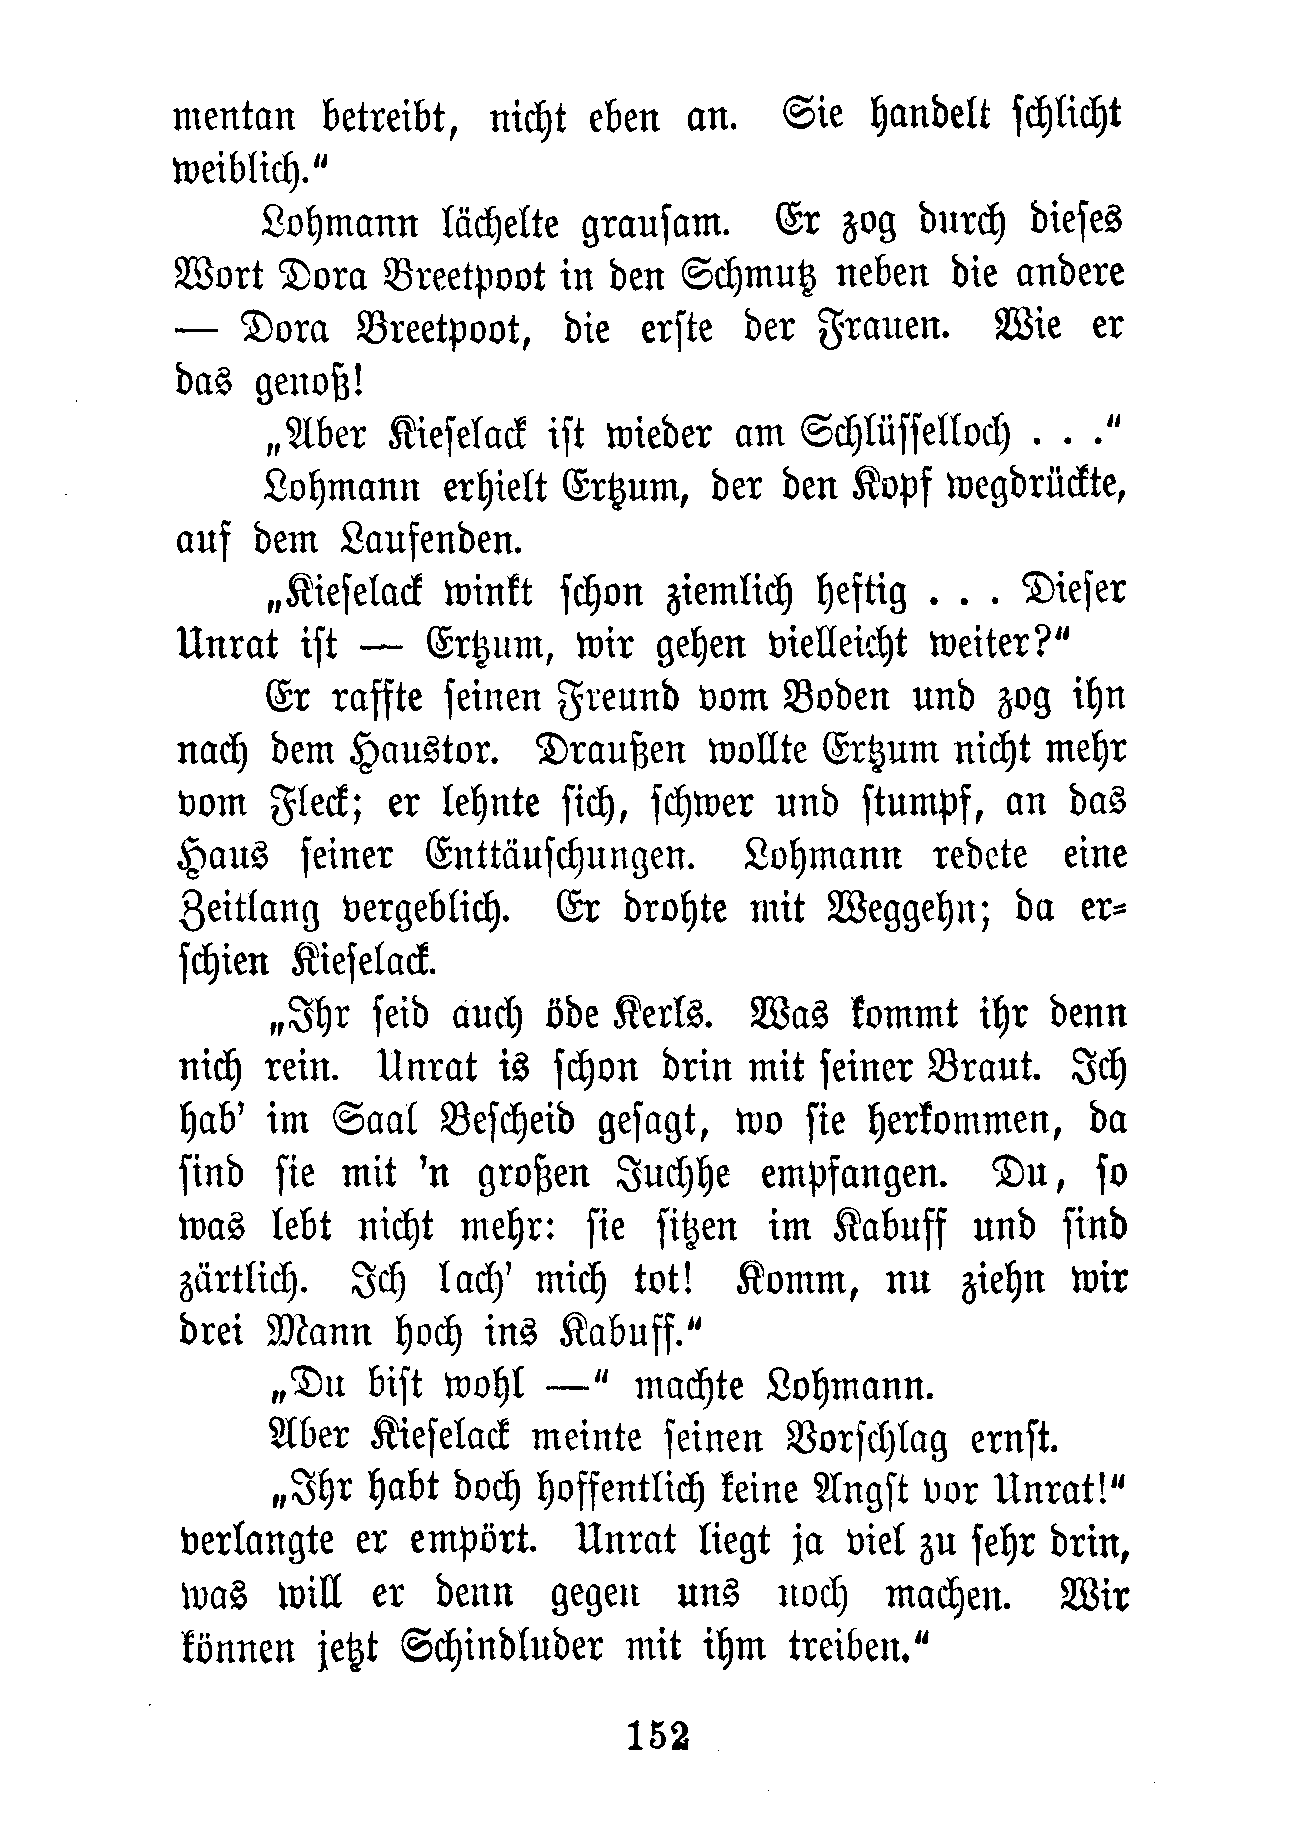 mentan betreibt, nicht eben an. Sie handelt schlicht
weiblich.“
Lohmann lächelte grausam. Er zog durch dieses
Wort Dora Breetpoot in den Schmutz neben die andere
— Dora Breetpoot, die erste der Frauen. Wie er
das genoß!
„Aber Kieselack ist wieder am Schlüsselloch . . .“
Lohmann erhielt Ertzum, der den Kopf wegdrückte,
auf dem Laufenden.
„Kieselack winkt schon ziemlich heftig . . . Dieser
Unrat ist — Ertzum, wir gehen vielleicht weiter?“
Er raffte seinen Freund vom Boden und zog ihn
nach dem Haustor. Draußen wollte Ertzum nicht mehr
vom Fleck; er lehnte sich, schwer und stumpf, an das
Haus seiner Enttäuschungen. Lohmann redete eine
Zeitlang vergeblich. Er drohte mit Weggehn; da er-
schien Kieselack.
„Ihr seid auch öde Kerls. Was kommt ihr denn
nich rein. Unrat is schon drin mit seiner Braut. Ich
hab’ im Saal Bescheid gesagt, wo sie herkommen, da
sind sie mit ’n großen Juchhe empfangen. Du, so
was lebt nicht mehr: sie sitzen im Kabuff und sind
zärtlich. Ich lach’ mich tot! Komm, nu ziehn wir
drei Mann hoch ins Kabuff.“
„Du bist wohl —“ machte Lohmann.
Aber Kieselack meinte seinen Vorschlag ernst.
„Ihr habt doch hoffentlich keine Angst vor Unrat!“
verlangte er empört. Unrat liegt ja viel zu sehr drin,
was will er denn gegen uns noch machen. Wir
können jetzt Schindluder mit ihm treiben.“
152